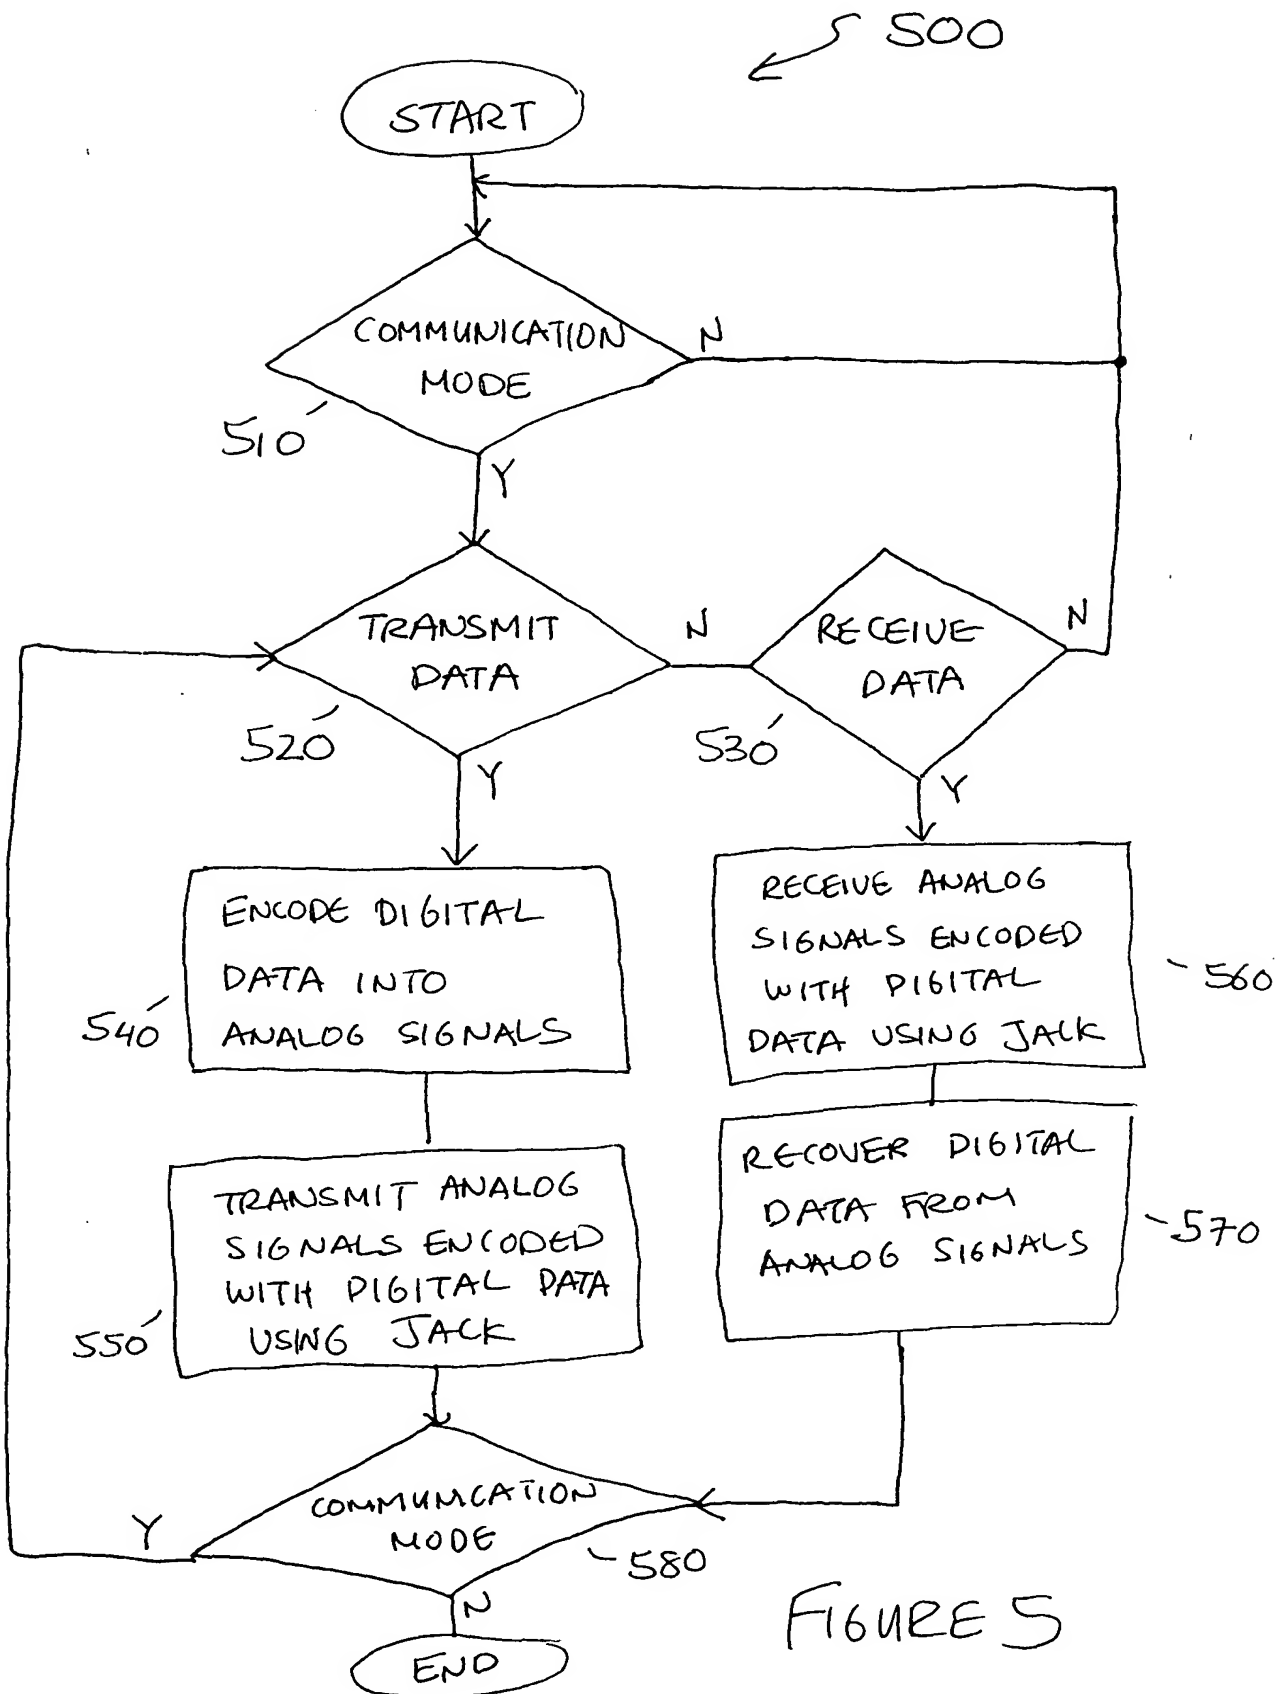 500
START
COMMUNICATION
MODE
N
510
Y
TRANSMIT
DATA
N
RECEIVE
DATA
N
520
530
Y
Y
ENCODE DIGITAL
DATA INTO
ANALOG SIGNALS
540
RECEIVE ANALOG
SIGNALS ENCODED
WITH DIGITAL
DATA USING JACK
560
TRANSMIT ANALOG
SIGNALS ENCODED
WITH DIGITAL DATA
USING JACK
550
RECOVER DIGITAL
DATA FROM
ANALOG SIGNALS
570
COMMUNICATION
MODE
Y
580
N
END
FIGURE 5